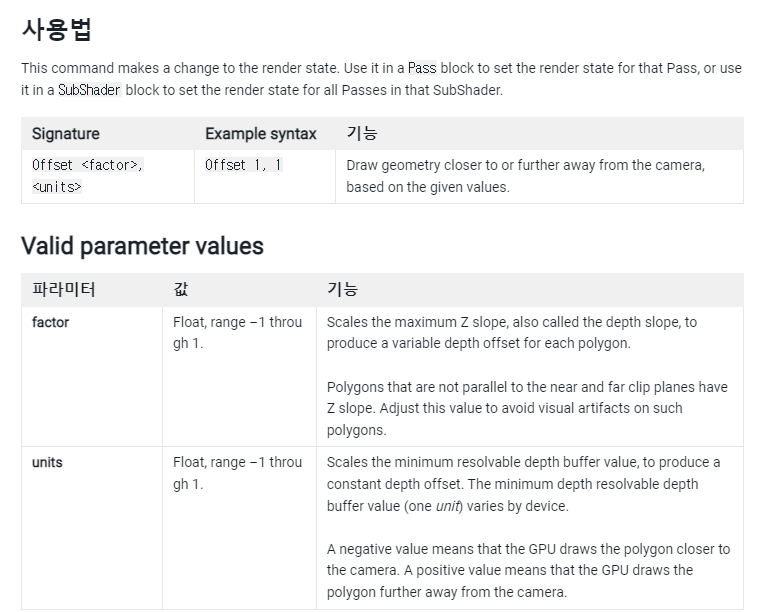 사용법
This command makes a change to the render state. Use it in a Pass block to set the render state for that Pass, or use
it in a SubShader block to set the render state for all Passes in that SubShader.
Signature Example syntax 기능
Offset <factor>, Offset 1, 1 Draw geometry closer to or further away from the camera,
<units> based on the given values.
Valid parameter values
파라미터 값 기능
factor Float, range –1 throu Scales the maximum Z slope, also called the depth slope, to
gh 1. produce a variable depth offset for each polygon.
Polygons that are not parallel to the near and far clip planes have
Z slope. Adjust this value to avoid visual artifacts on such
polygons.
units Float, range –1 throu Scales the minimum resolvable depth buffer value, to produce a
gh 1. constant depth offset. The minimum depth resolvable depth
buffer value (one unit) varies by device.
A negative value means that the GPU draws the polygon closer to
the camera. A positive value means that the GPU draws the
polygon further away from the camera.